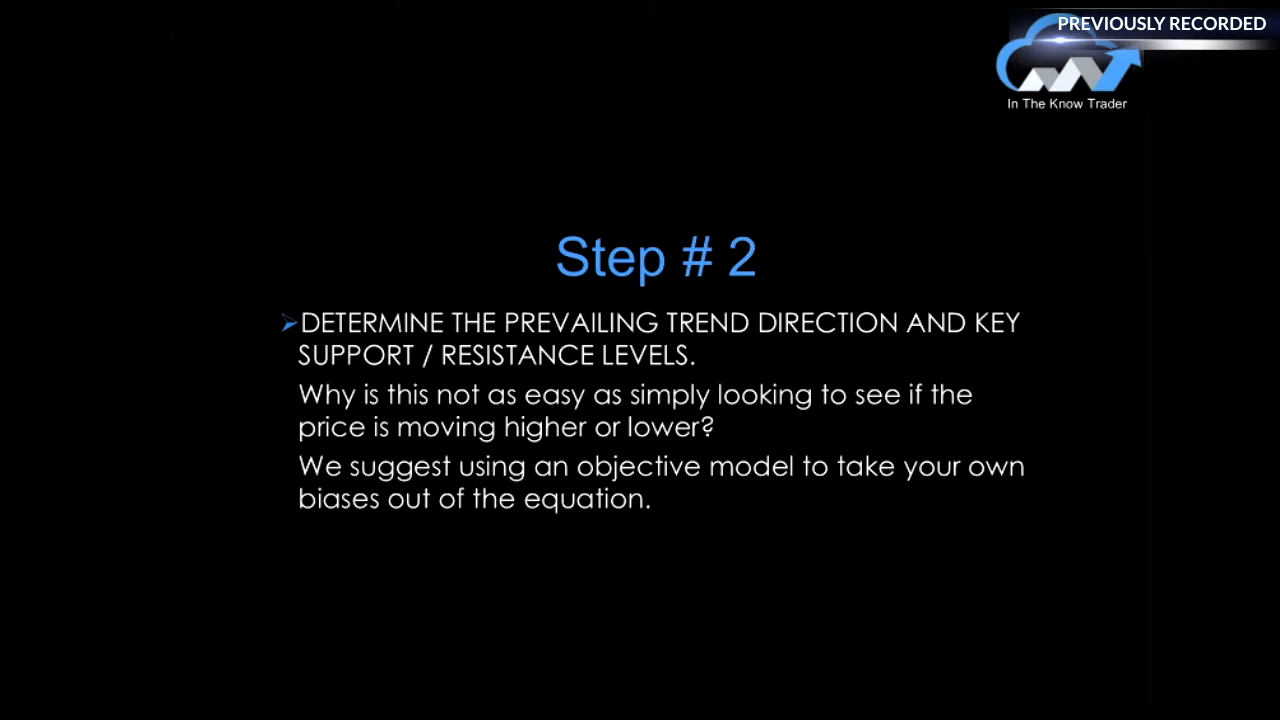 PREVIOUSLY RECORDED
In The Know Trader
Step # 2
➢DETERMINE THE PREVAILING TREND DIRECTION AND KEY
SUPPORT / RESISTANCE LEVELS.
Why is this not as easy as simply looking to see if the
price is moving higher or lower?
We suggest using an objective model to take your own
biases out of the equation.